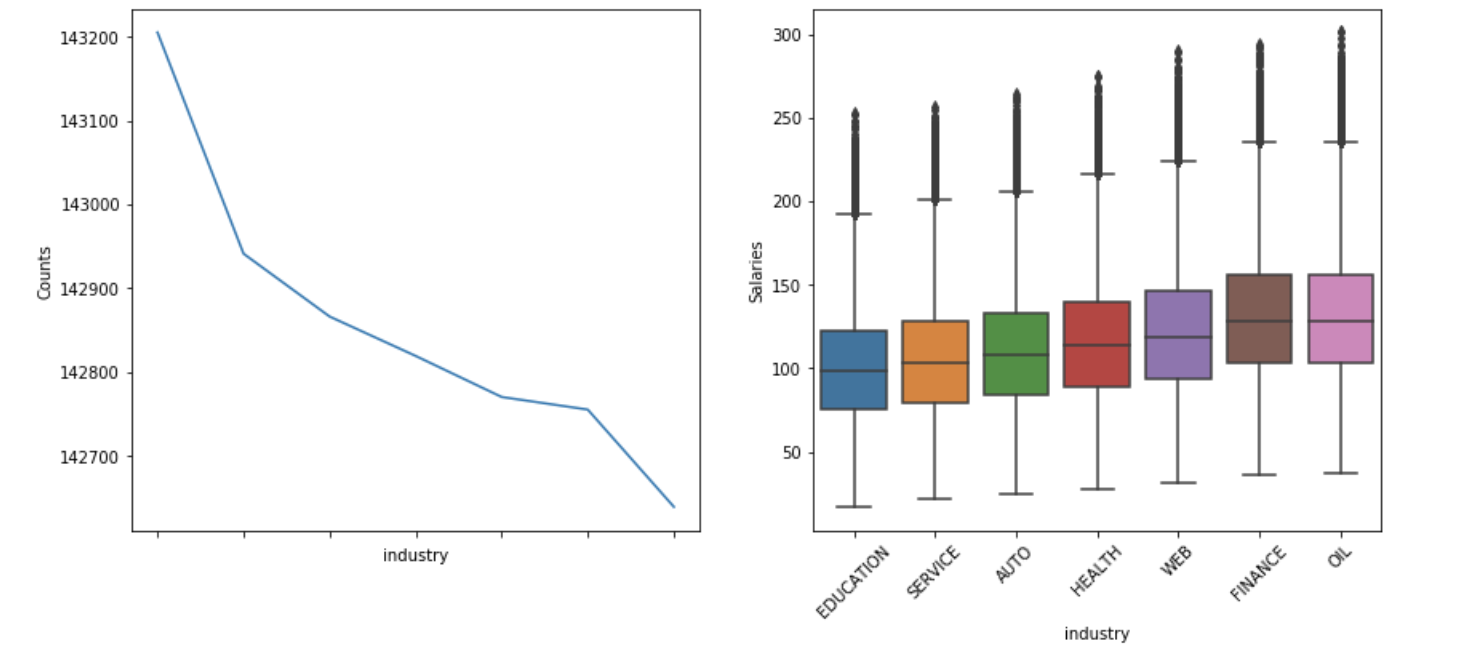 143200
143100
143000
142900
142800
142700
Counts
industry
300
250
200
150
100
50
Salaries
EDUCATION
SERVICE
AUTO
HEALTH
WEB
FINANCE
OIL
industry